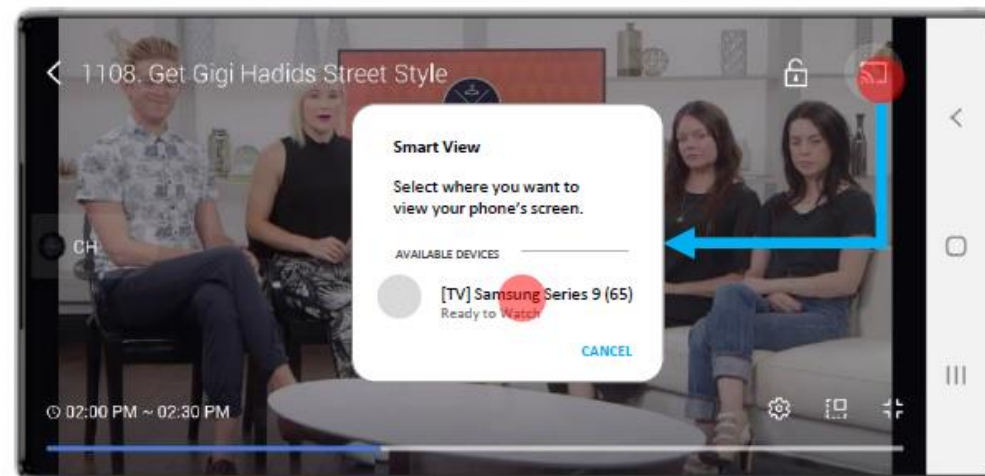 1108. Get Gigi Hadids Street Style
Smart View
Select where you want to
view your phone's screen.
CH
AVAILABLE DEVICES
[TV] Samsung Series 9 (65)
Ready to Watch
CANCEL
02:00 PM ~ 02:30 PM